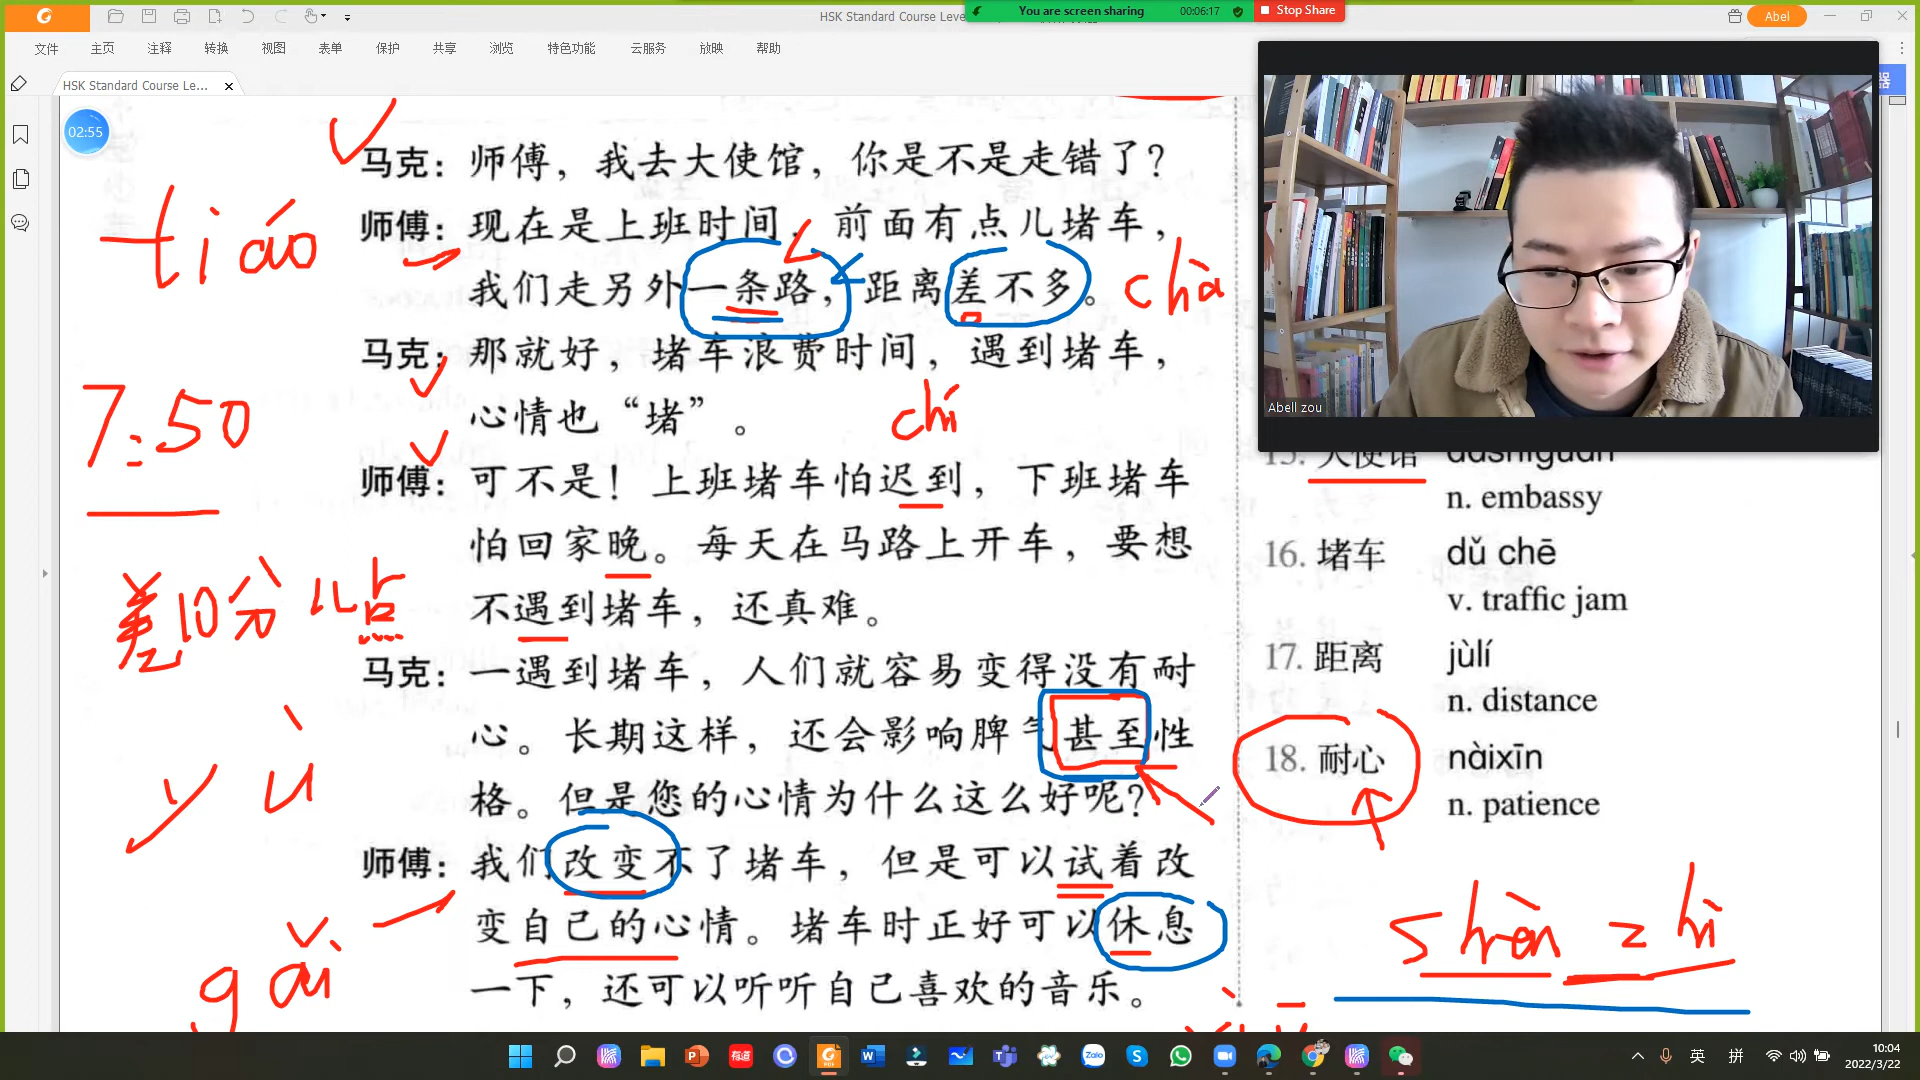 HSK Standard Course Leve
You are screen sharing
00:06:17
Stop Share
Abel
文件 主页 注释 转换 视图 表单 保护 共享 浏览 特色功能 云服务 放映 帮助
HSK Standard Course Le...
器
02:55
马克：师傅，我去大使馆，你是不是走错了？
师傅：现在是上班时间，前面有点儿堵车，
我们走另外一条路，距离差不多。
马克：那就好，堵车浪费时间，遇到堵车，
心情也“堵”。
师傅：可不是！上班堵车怕迟到，下班堵车
怕回家晚。每天在马路上开车，要想
不遇到堵车，还真难。
马克：一遇到堵车，人们就容易变得没有耐
心。长期这样，还会影响脾气甚至性
格。但是您的心情为什么这么好呢？
师傅：我们改变不了堵车，但是可以试着改
变自己的心情。堵车时正好可以休息
一下，还可以听听自己喜欢的音乐。
tiáo
chà
7:50
chí
差10分儿点
yù
gǎi
shèn zhì
Abell zou
15. 大使馆 dàshǐguǎn
n. embassy
16. 堵车 dǔ chē
v. traffic jam
17. 距离 jùlí
n. distance
18. 耐心 nàixīn
n. patience
英 拼
10:04
2022/3/22